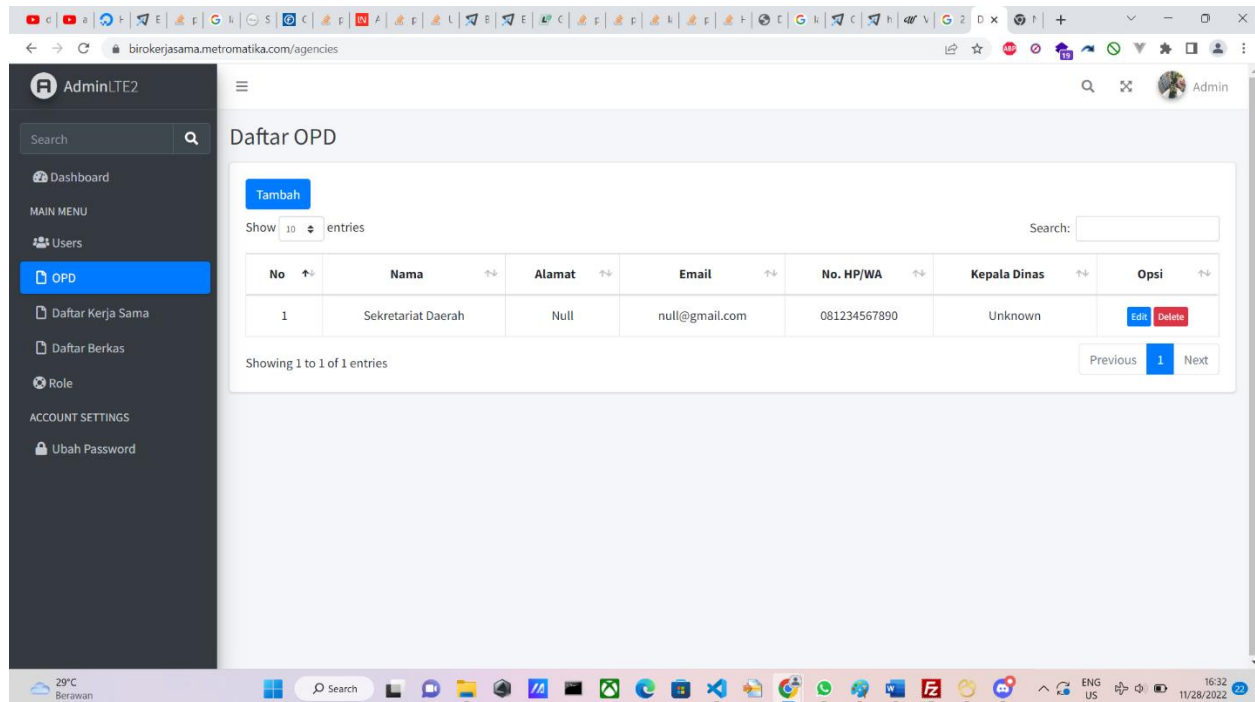 birokerjasama.metromatika.com/agencies
ABP
19
AdminLTE2
Admin
Search
Daftar OPD
Dashboard
Tambah
MAIN MENU
Show 10 entries
Search:
Users
OPD
No Nama Alamat Email No. HP/WA Kepala Dinas Opsi
Daftar Kerja Sama
1 Sekretariat Daerah Null null@gmail.com 081234567890 Unknown Edit Delete
Daftar Berkas
Showing 1 to 1 of 1 entries
Previous 1 Next
Role
ACCOUNT SETTINGS
Ubah Password
29°C
Berawan
Search
ENG
US
16:32
11/28/2022
22